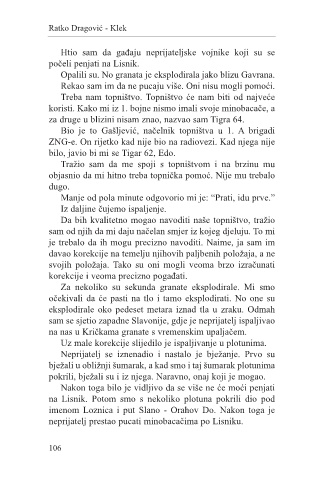 Ratko Dragović - Klek
Htio sam da gađaju neprijateljske vojnike koji su se
počeli penjati na Lisnik.
Opalili su. No granata je eksplodirala jako blizu Gavrana.
Rekao sam im da ne pucaju više. Oni nisu mogli pomoći.
Treba nam topništvo. Topništvo će nam biti od najveće
koristi. Kako mi iz 1. bojne nismo imali svoje minobacače, a
za druge u blizini nisam znao, nazvao sam Tigra 64.
Bio je to Gašljević, načelnik topništva u 1. A brigadi
ZNG-e. On rijetko kad nije bio na radiovezi. Kad njega nije
bilo, javio bi mi se Tigar 62, Edo.
Tražio sam da me spoji s topništvom i na brzinu mu
objasnio da mi hitno treba topnička pomoć. Nije mu trebalo
dugo.
Manje od pola minute odgovorio mi je: “Prati, idu prve.”
Iz daljine čujemo ispaljenje.
Da bih kvalitetno mogao navoditi naše topništvo, tražio
sam od njih da mi daju načelan smjer iz kojeg djeluju. To mi
je trebalo da ih mogu precizno navoditi. Naime, ja sam im
davao korekcije na temelju njihovih paljbenih položaja, a ne
svojih položaja. Tako su oni mogli veoma brzo izračunati
korekcije i veoma precizno pogađati.
Za nekoliko su sekunda granate eksplodirale. Mi smo
očekivali da će pasti na tlo i tamo eksplodirati. No one su
eksplodirale oko pedeset metara iznad tla u zraku. Odmah
sam se sjetio zapadne Slavonije, gdje je neprijatelj ispaljivao
na nas u Kričkama granate s vremenskim upaljačem.
Uz male korekcije slijedilo je ispaljivanje u plotunima.
Neprijatelj se iznenadio i nastalo je bježanje. Prvo su
bježali u obližnji šumarak, a kad smo i taj šumarak plotunima
pokrili, bježali su i iz njega. Naravno, onaj koji je mogao.
Nakon toga bilo je vidljivo da se više ne će moći penjati
na Lisnik. Potom smo s nekoliko plotuna pokrili dio pod
imenom Loznica i put Slano - Orahov Do. Nakon toga je
neprijatelj prestao pucati minobacačima po Lisniku.
106